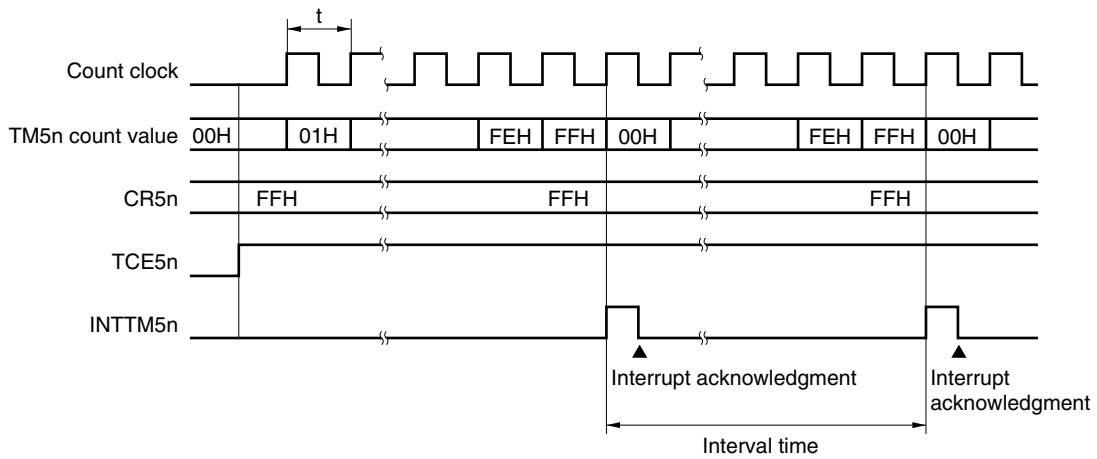 t
Count clock
TM5n count value 00H 01H FEH FFH 00H FEH FFH 00H
CR5n FFH FFH FFH
TCE5n
INTTM5n
Interrupt acknowledgment
Interrupt
acknowledgment
Interval time